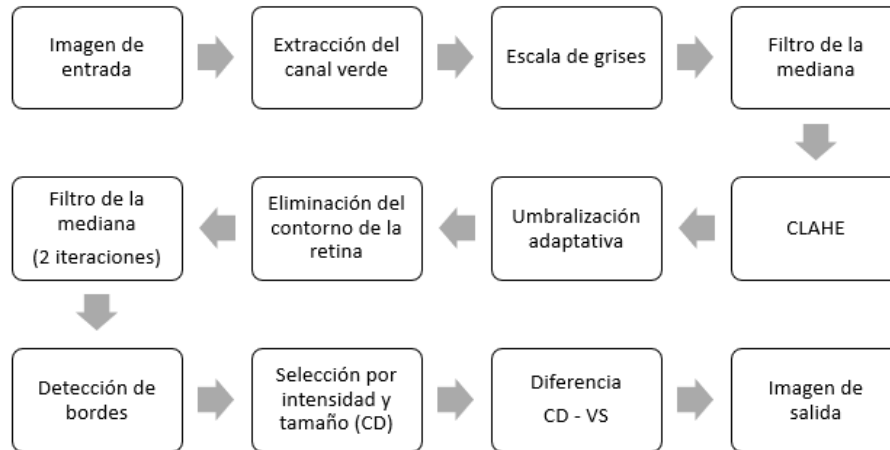 Imagen de
entrada
Extracción del
canal verde
Escala de grises
Filtro de la
mediana
CLAHE
Umbralización
adaptativa
Eliminación del
contorno de la
retina
Filtro de la
mediana
(2 iteraciones)
Detección de
bordes
Selección por
intensidad y
tamaño (CD)
Diferencia
CD - VS
Imagen de
salida